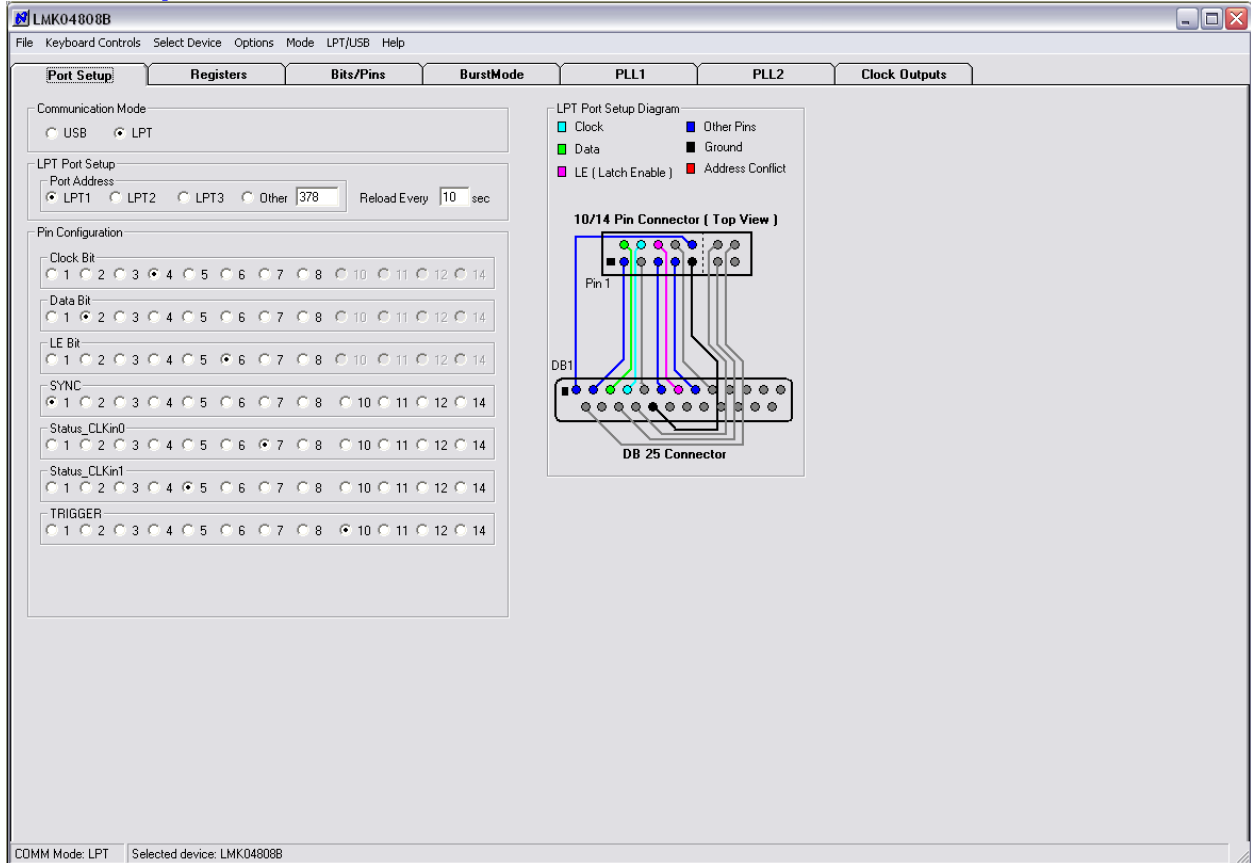 LMK04808B
File Keyboard Controls Select Device Options Mode LPT/USB Help
Port Setup Registers Bits/Pins BurstMode PLL1 PLL2 Clock Outputs
Communication Mode
USB LPT
LPT Port Setup
Port Address
LPT1 LPT2 LPT3 Other 378 Reload Every 10 sec
Pin Configuration
Clock Bit
1 2 3 4 5 6 7 8 10 11 12 14
Data Bit
1 2 3 4 5 6 7 8 10 11 12 14
LE Bit
1 2 3 4 5 6 7 8 10 11 12 14
SYNC
1 2 3 4 5 6 7 8 10 11 12 14
Status_CLKin0
1 2 3 4 5 6 7 8 10 11 12 14
Status_CLKin1
1 2 3 4 5 6 7 8 10 11 12 14
TRIGGER
1 2 3 4 5 6 7 8 10 11 12 14
LPT Port Setup Diagram
Clock Other Pins
Data Ground
LE ( Latch Enable ) Address Conflict
10/14 Pin Connector ( Top View )
Pin 1
DB1
DB 25 Connector
COMM Mode: LPT Selected device: LMK04808B